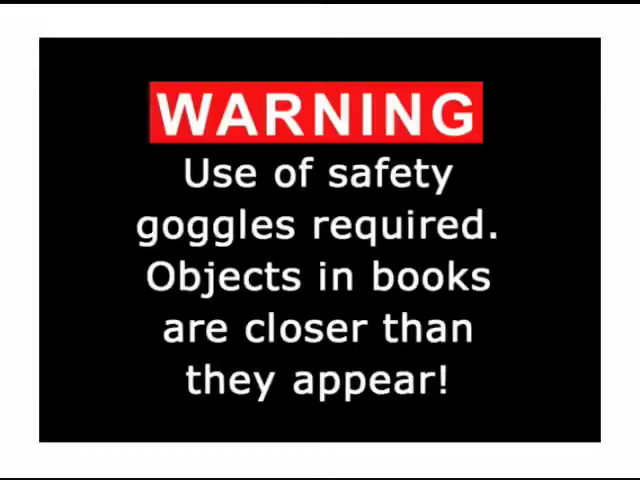 WARNING
Use of safety
goggles required.
Objects in books
are closer than
they appear!